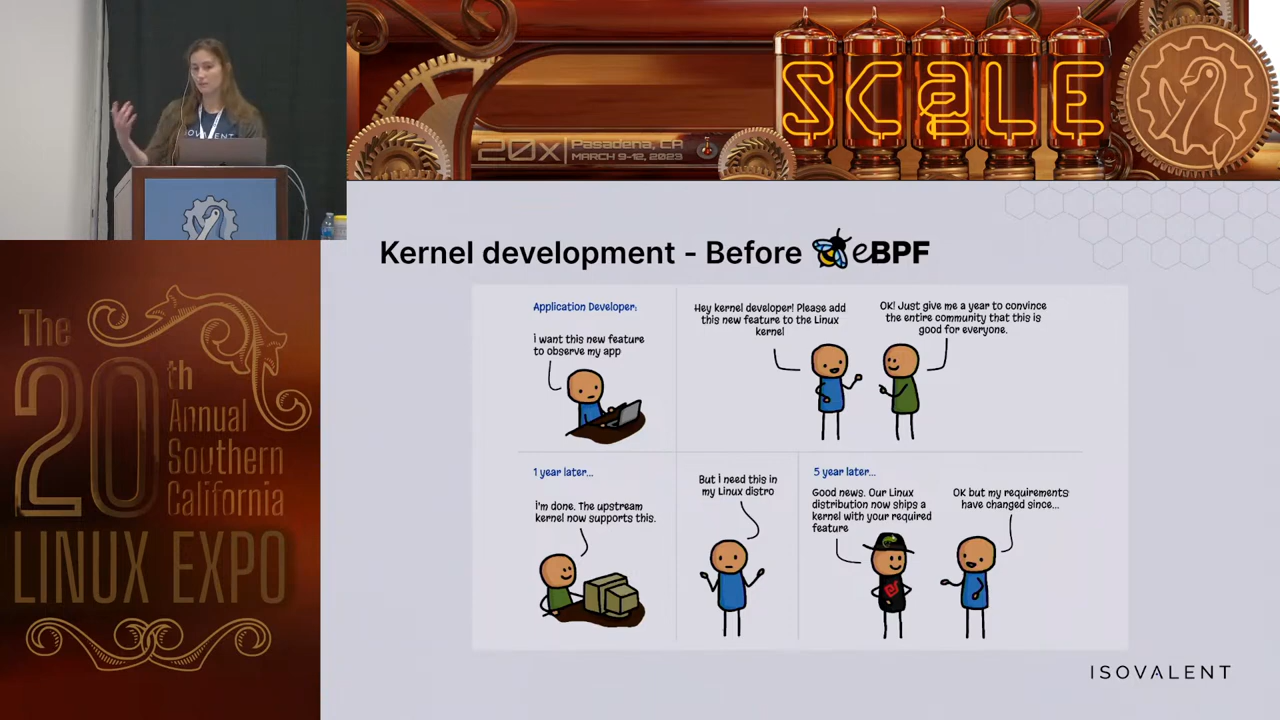 ISOVALENT
SCaLE
20x
Pasadena, CA
MARCH 9-12, 2023
The
20th
Annual
Southern
California
LINUX EXPO
Kernel development - Before eBPF
Application Developer:
i want this new feature
to observe my app
Hey kernel developer! Please add
this new feature to the Linux
kernel
OK! Just give me a year to convince
the entire community that this is
good for everyone.
1 year later...
i'm done. The upstream
kernel now supports this.
But i need this in
my Linux distro
5 year later...
Good news. Our Linux
distribution now ships a
kernel with your required
feature
OK but my requirements
have changed since...
ISOVALENT